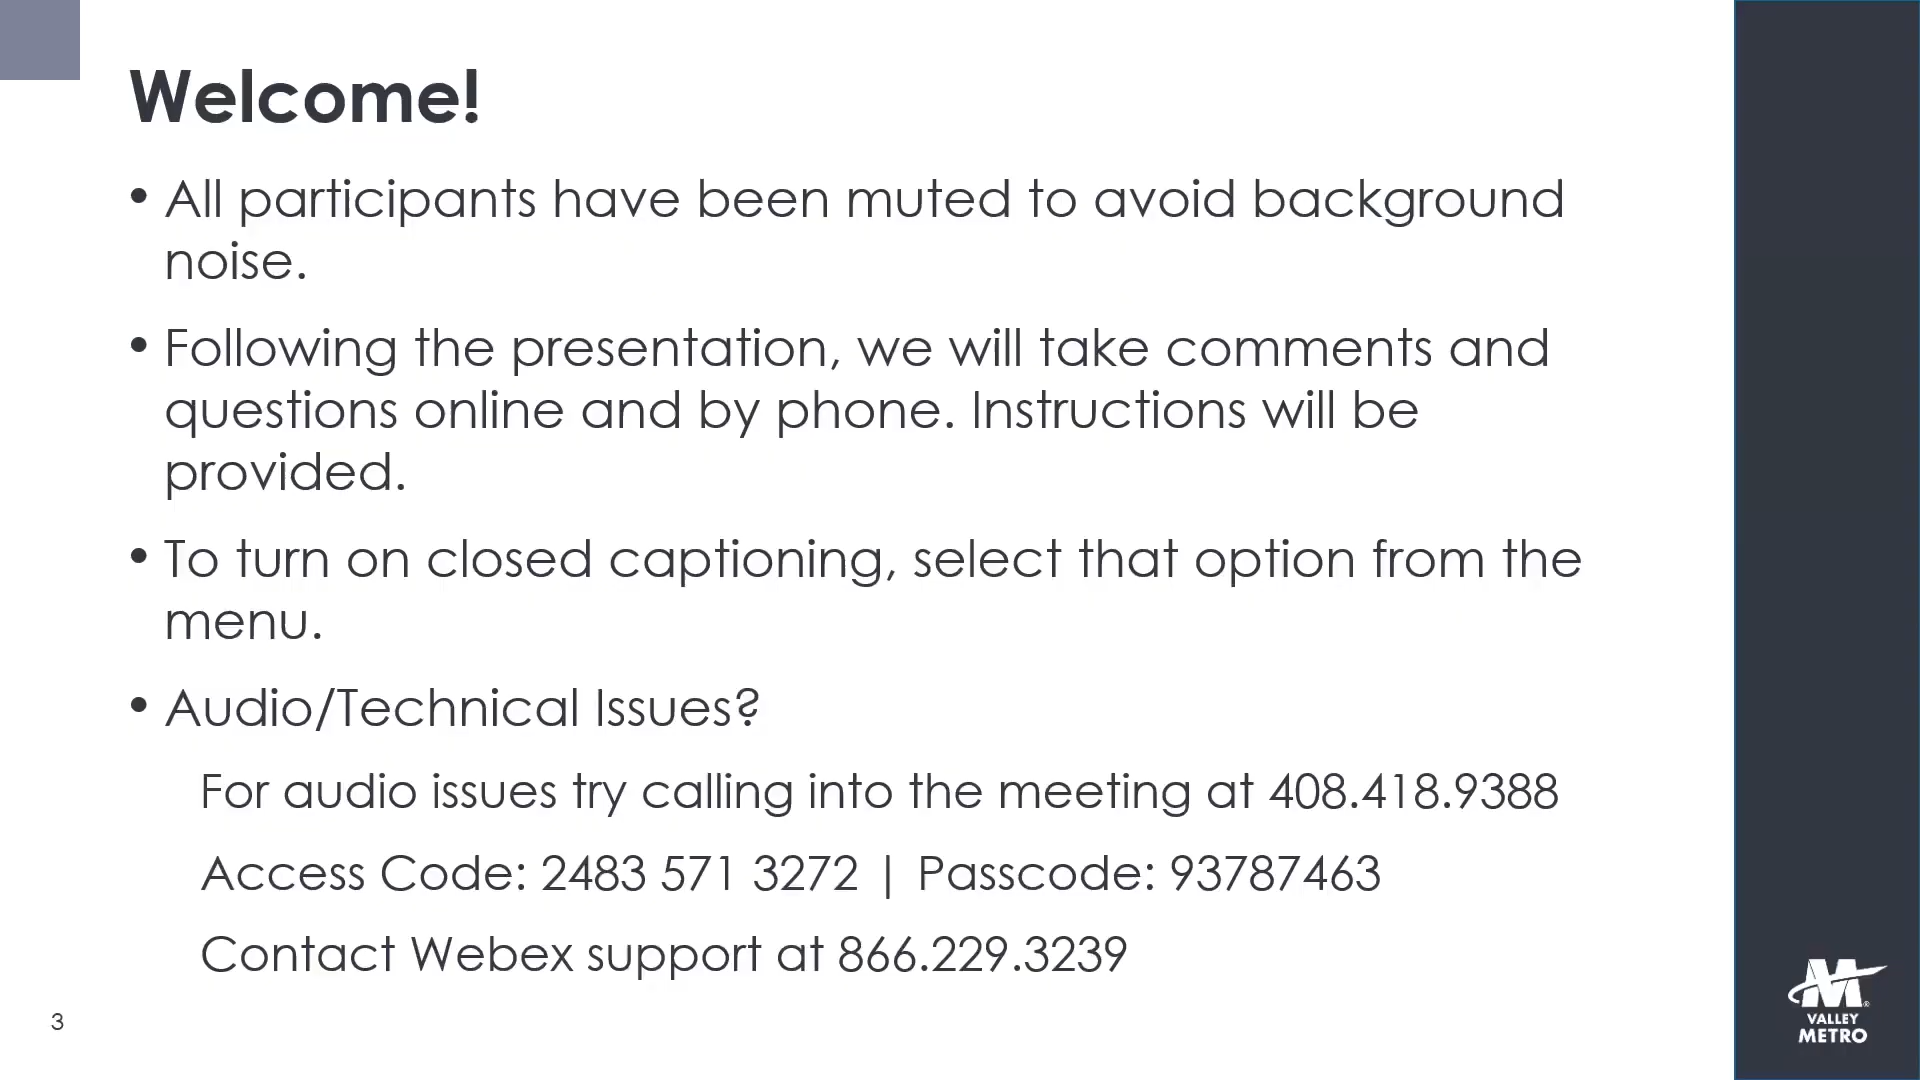 Welcome!
• All participants have been muted to avoid background
noise.
• Following the presentation, we will take comments and
questions online and by phone. Instructions will be
provided.
• To turn on closed captioning, select that option from the
menu.
• Audio/Technical Issues?
For audio issues try calling into the meeting at 408.418.9388
Access Code: 2483 571 3272 | Passcode: 93787463
Contact Webex support at 866.229.3239
3
VALLEY
METRO